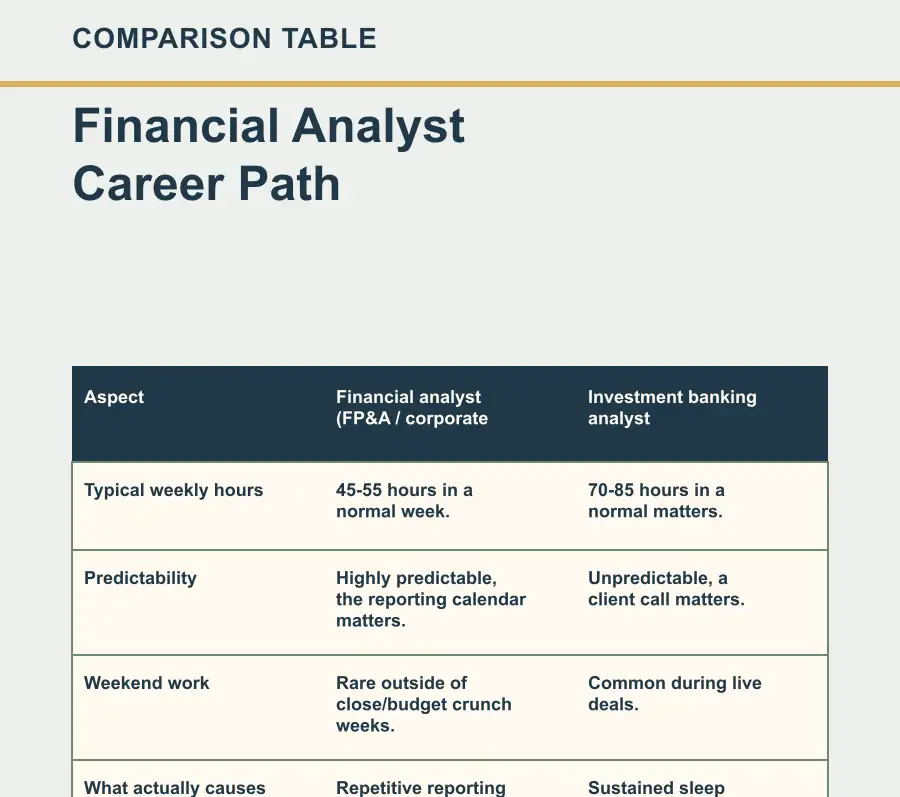 COMPARISON TABLE
Financial Analyst
Career Path
Aspect
Financial analyst
(FP&A / corporate
Investment banking
analyst
Typical weekly hours
45-55 hours in a
normal week.
70-85 hours in a
normal matters.
Predictability
Highly predictable,
the reporting calendar
matters.
Unpredictable, a
client call matters.
Weekend work
Rare outside of
close/budget crunch
weeks.
Common during live
deals.
What actually causes
Repetitive reporting
Sustained sleep